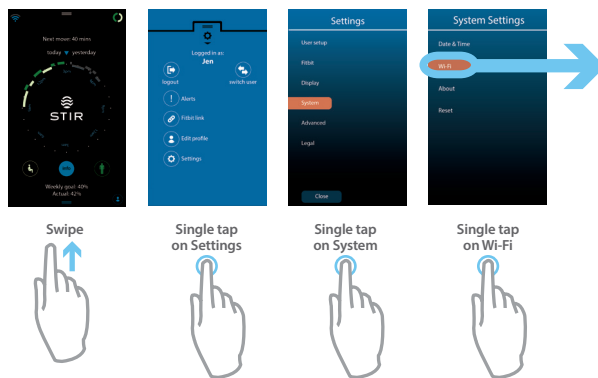 Next move: 40 mins
today yesterday
STIR
Weekly goal: 40%
Actual: 42%
Swipe
Logged in as:
Jen
logout switch user
Alerts
Fitbit link
Edit profile
Settings
Single tap
on Settings
Settings
User setup
Fitbit
Display
System
Advanced
Legal
Close
Single tap
on System
System Settings
Date & Time
Wi-Fi
About
Reset
Single tap
on Wi-Fi